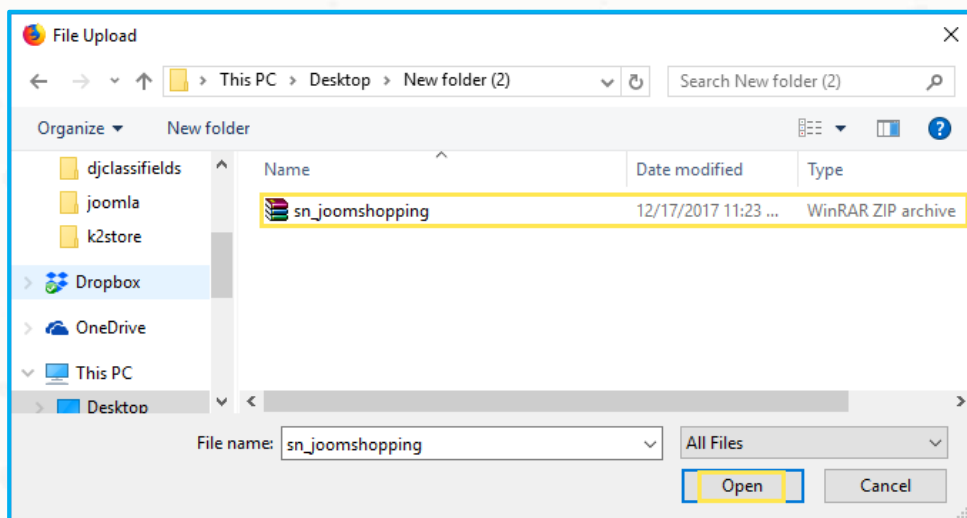 File Upload
This PC > Desktop > New folder (2)
Search New folder (2)
Organize
New folder
djclassifields
joomla
k2store
Dropbox
OneDrive
This PC
Desktop
Name
Date modified
Type
sn_joomshopping
12/17/2017 11:23 ...
WinRAR ZIP archive
File name:
sn_joomshopping
All Files
Open
Cancel